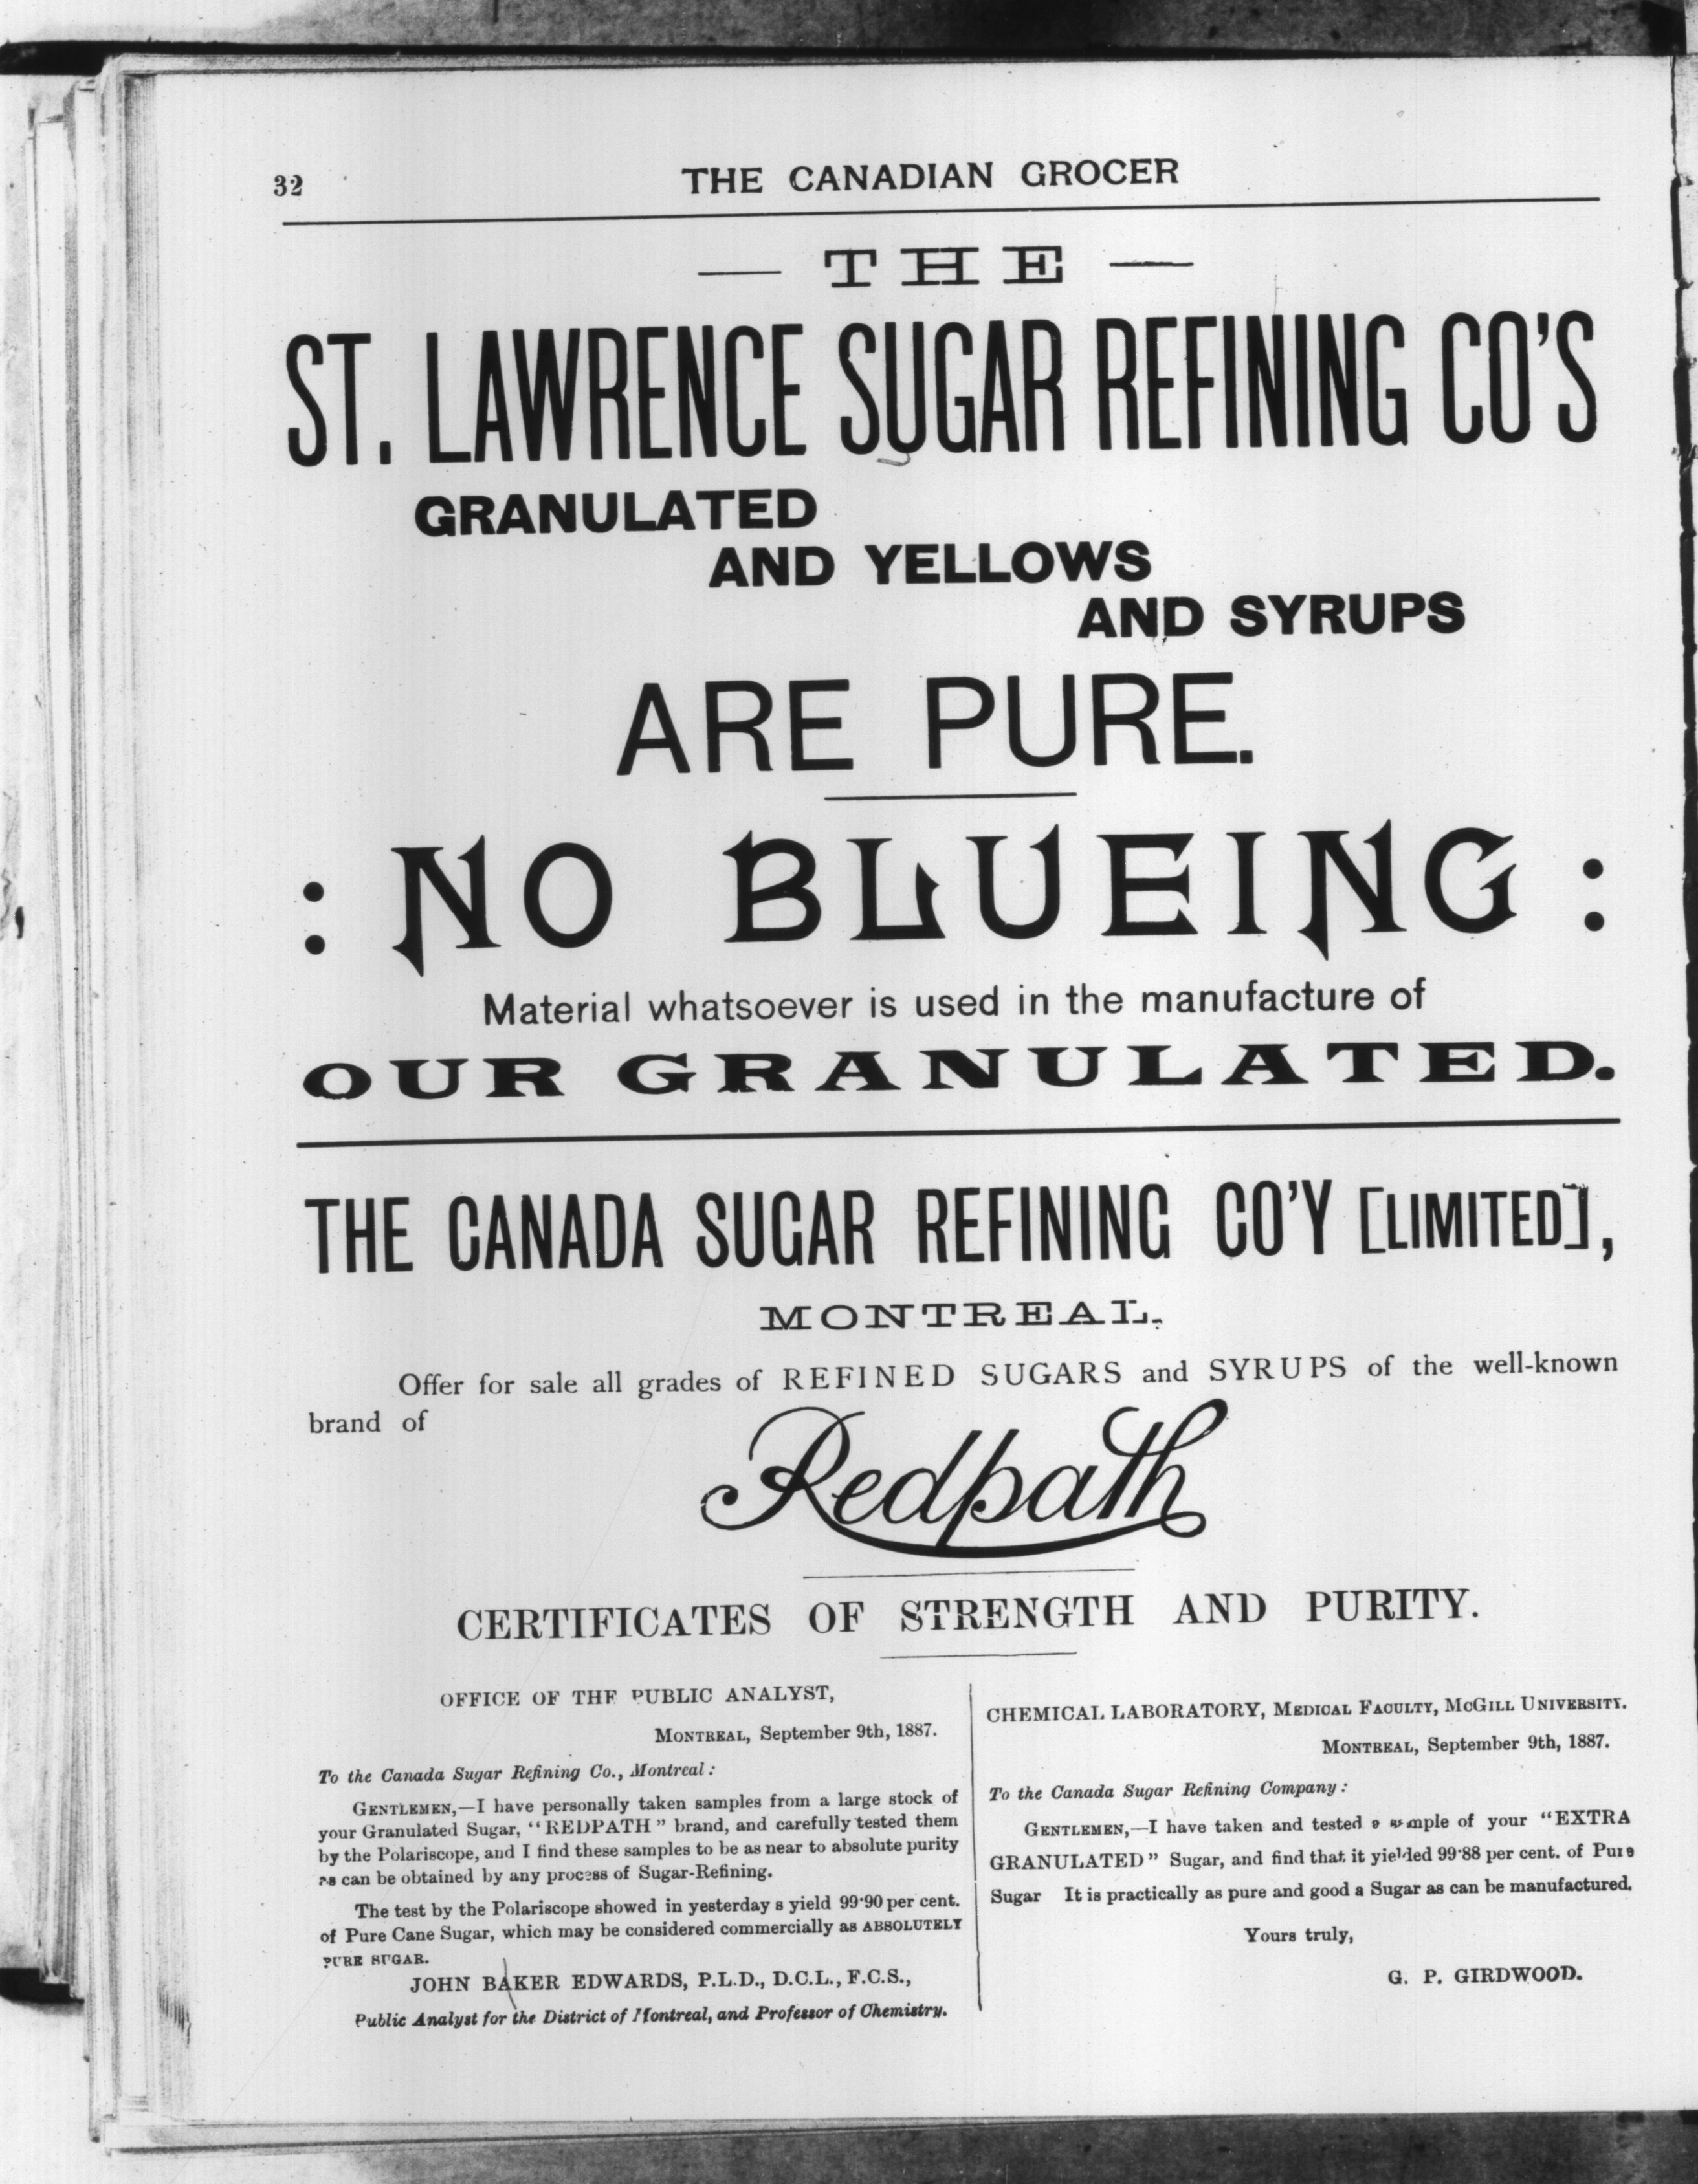 32
THE CANADIAN GROCER
— THE —
ST. LAWRENCE SUGAR REFINING CO'S
GRANULATED
AND YELLOWS
AND SYRUPS
ARE PURE.
: NO BLUEING :
Material whatsoever is used in the manufacture of
OUR GRANULATED.
THE CANADA SUGAR REFINING CO'Y [LIMITED],
MONTREAL.
Offer for sale all grades of REFINED SUGARS and SYRUPS of the well-known
brand of
Redpath
CERTIFICATES OF STRENGTH AND PURITY.
OFFICE OF THE PUBLIC ANALYST,
MONTREAL, September 9th, 1887.
To the Canada Sugar Refining Co., Montreal:
GENTLEMEN,—I have personally taken samples from a large stock of
your Granulated Sugar, "REDPATH" brand, and carefully tested them
by the Polariscope, and I find these samples to be as near to absolute purity
as can be obtained by any process of Sugar-Refining.
The test by the Polariscope showed in yesterday s yield 99·90 per cent.
of Pure Cane Sugar, which may be considered commercially as ABSOLUTELY
PURE SUGAR.
JOHN BAKER EDWARDS, P.L.D., D.C.L., F.C.S.,
Public Analyst for the District of Montreal, and Professor of Chemistry.
CHEMICAL LABORATORY, MEDICAL FACULTY, MCGILL UNIVERSITY.
MONTREAL, September 9th, 1887.
To the Canada Sugar Refining Company:
GENTLEMEN,—I have taken and tested a sample of your "EXTRA
GRANULATED" Sugar, and find that it yielded 99·88 per cent. of Pure
Sugar It is practically as pure and good a Sugar as can be manufactured.
Yours truly,
G. P. GIRDWOOD.